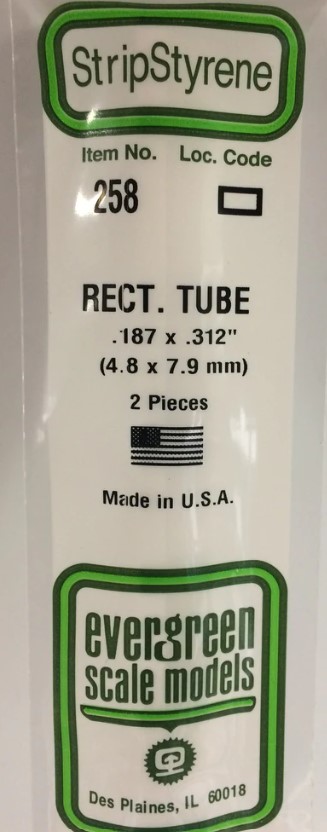 StripStyrene
Item No. Loc. Code
258
RECT. TUBE
.187 x .312"
(4.8 x 7.9 mm)
2 Pieces
Made in U.S.A.
evergreen
scale models
Des Plaines, IL 60018